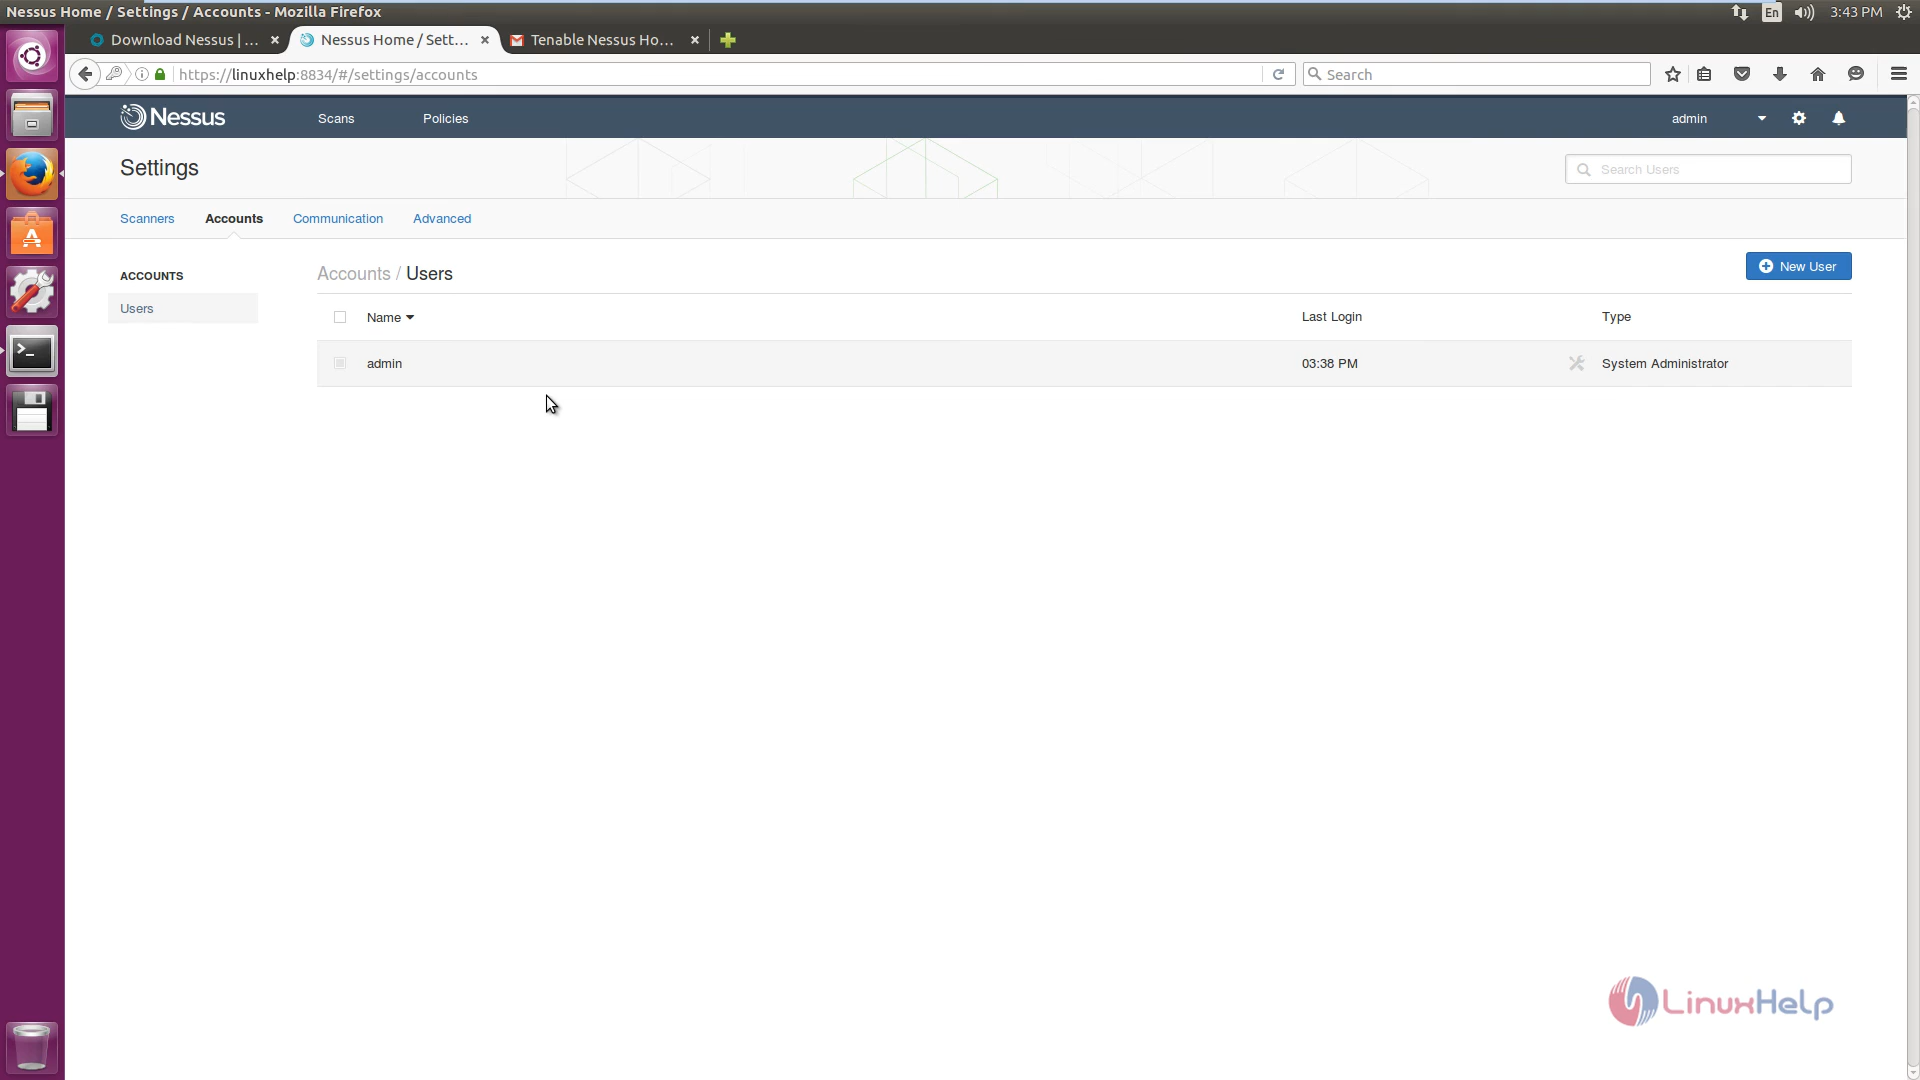 Nessus Home / Settings / Accounts - Mozilla Firefox
En
3:43 PM
Download Nessus | ...
Nessus Home / Sett...
Tenable Nessus Ho...
https://linuxhelp:8834/#/settings/accounts
Search
Nessus
Scans
Policies
admin
Settings
Search Users
Scanners
Accounts
Communication
Advanced
ACCOUNTS
Accounts / Users
New User
Users
Name
Last Login
Type
admin
03:38 PM
System Administrator
LinuxHelp